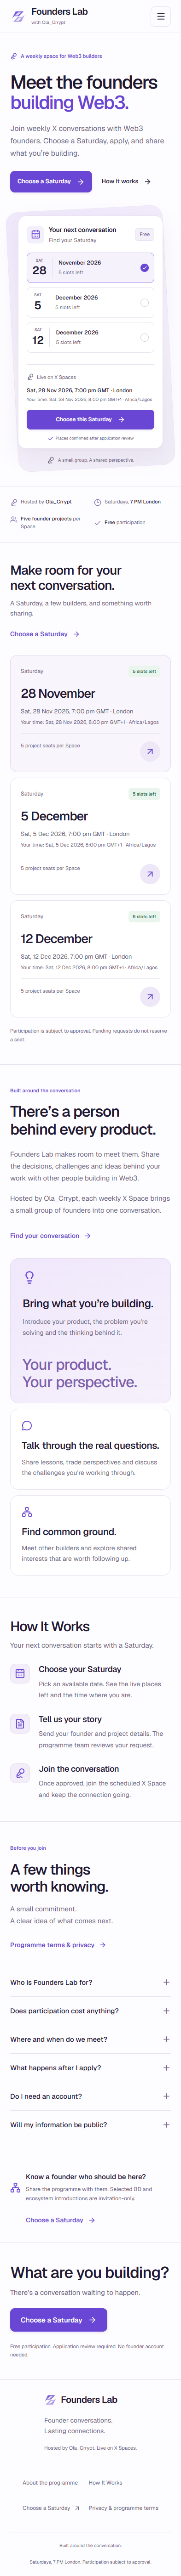 Founders Lab
with Ola_Crrypt
A weekly space for Web3 builders
Meet the founders
building Web3.
Join weekly X conversations with Web3
founders. Choose a Saturday, apply, and share
what you're building.
Choose a Saturday
How it works
Your next conversation
Find your Saturday
Free
SAT
28
November 2026
5 slots left
SAT
5
December 2026
5 slots left
SAT
12
December 2026
5 slots left
Live on X Spaces
Sat, 28 Nov 2026, 7:00 pm GMT · London
Your time: Sat, 28 Nov 2026, 8:00 pm GMT+1 · Africa/Lagos
Choose this Saturday
Places confirmed after application review.
A small group. A shared perspective.
Hosted by Ola_Crrypt
Saturdays, 7 PM London
Five founder projects per
Space
Free participation
Make room for your
next conversation.
A Saturday, a few builders, and something worth
sharing.
Choose a Saturday
Saturday
5 slots left
28 November
Sat, 28 Nov 2026, 7:00 pm GMT · London
Your time: Sat, 28 Nov 2026, 8:00 pm GMT+1 · Africa/Lagos
5 project seats per Space
Saturday
5 slots left
5 December
Sat, 5 Dec 2026, 7:00 pm GMT · London
Your time: Sat, 5 Dec 2026, 8:00 pm GMT+1 · Africa/Lagos
5 project seats per Space
Saturday
5 slots left
12 December
Sat, 12 Dec 2026, 7:00 pm GMT · London
Your time: Sat, 12 Dec 2026, 8:00 pm GMT+1 · Africa/Lagos
5 project seats per Space
Participation is subject to approval. Pending requests do not reserve
a seat.
Built around the conversation
There's a person
behind every product.
Founders Lab makes room to meet them. Share
the decisions, challenges and ideas behind your
work with other people building in Web3.
Hosted by Ola_Crrypt, each weekly X Space brings
a small group of founders into one conversation.
Find your conversation
Bring what you're building.
Introduce your product, the problem you're
solving and the thinking behind it.
Your product.
Your perspective.
Talk through the real questions.
Share lessons, trade perspectives and discuss
the challenges you're working through.
Find common ground.
Meet other builders and explore shared
interests that are worth following up.
How It Works
Your next conversation starts with a Saturday.
Choose your Saturday
Pick an available date. See the live places
left and the time where you are.
Tell us your story
Send your founder and project details. The
programme team reviews your request.
Join the conversation
Once approved, join the scheduled X Space
and keep the connection going.
Before you join
A few things
worth knowing.
A small commitment.
A clear idea of what comes next.
Programme terms & privacy
Who is Founders Lab for?
Does participation cost anything?
Where and when do we meet?
What happens after I apply?
Do I need an account?
Will my information be public?
Know a founder who should be here?
Share the programme with them. Selected BD and
ecosystem introductions are invitation-only.
Choose a Saturday
What are you building?
There's a conversation waiting to happen.
Choose a Saturday
Free participation. Application required. No founder account
needed.
Founders Lab
Founder conversations.
Lasting connections.
Hosted by Ola_Crrypt. Live on X Spaces.
About the programme
How It Works
Choose a Saturday
Privacy & programme terms
Built around the conversation.
Saturdays, 7 PM London. Participation subject to approval.